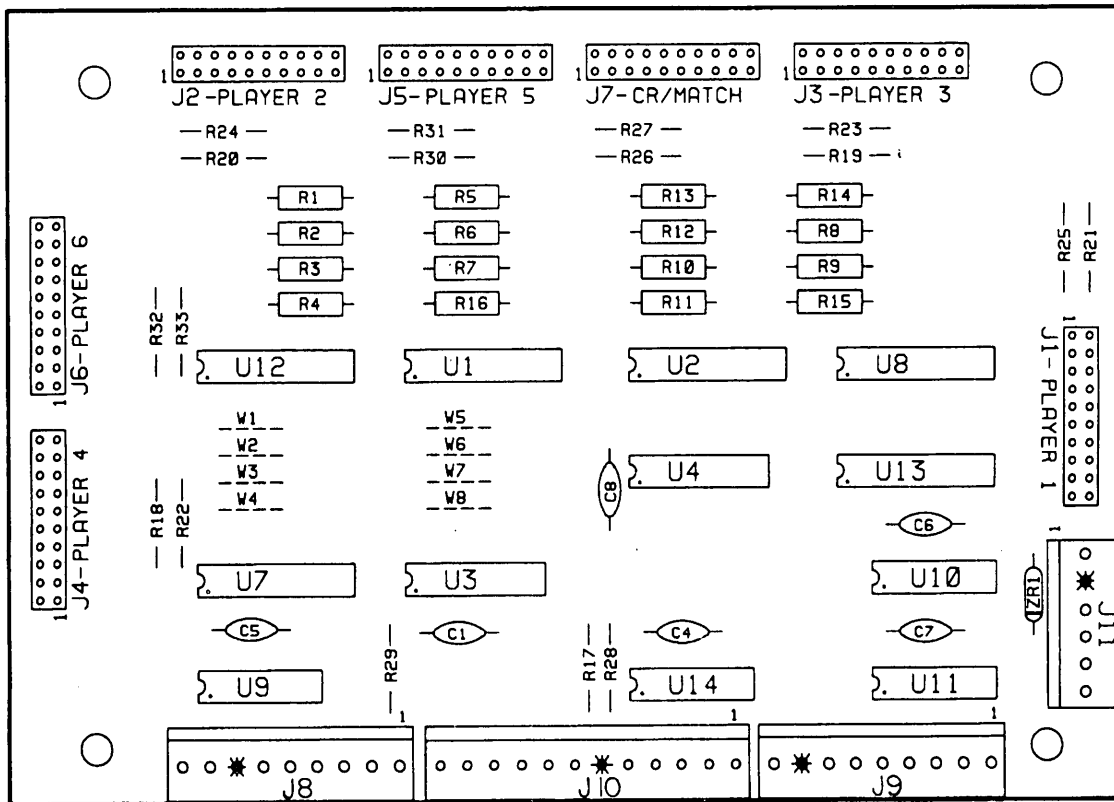 1 1 1 1
J2-PLAYER 2 J5-PLAYER 5 J7-CR/MATCH J3-PLAYER 3
R24 R31 R27 R23
R20 R30 R26 R19
R1 R5 R13 R14
R2 R6 R12 R8
R3 R7 R10 R9
R4 R16 R11 R15
R25 R21
J6-PLAYER 6
1
R32 R33
U12 U1 U2 U8
1
J1-PLAYER 1
W1 W5
W2 W6
W3 W7
W4 W8
J4-PLAYER 4
1
R18 R22
C8
U4 U13
C6
U7 U3 U10
1
ZR1
J11
C5 C1 C4 C7
R29 R17 R28
U9 U14 U11
1 1 1
J8 J10 J9